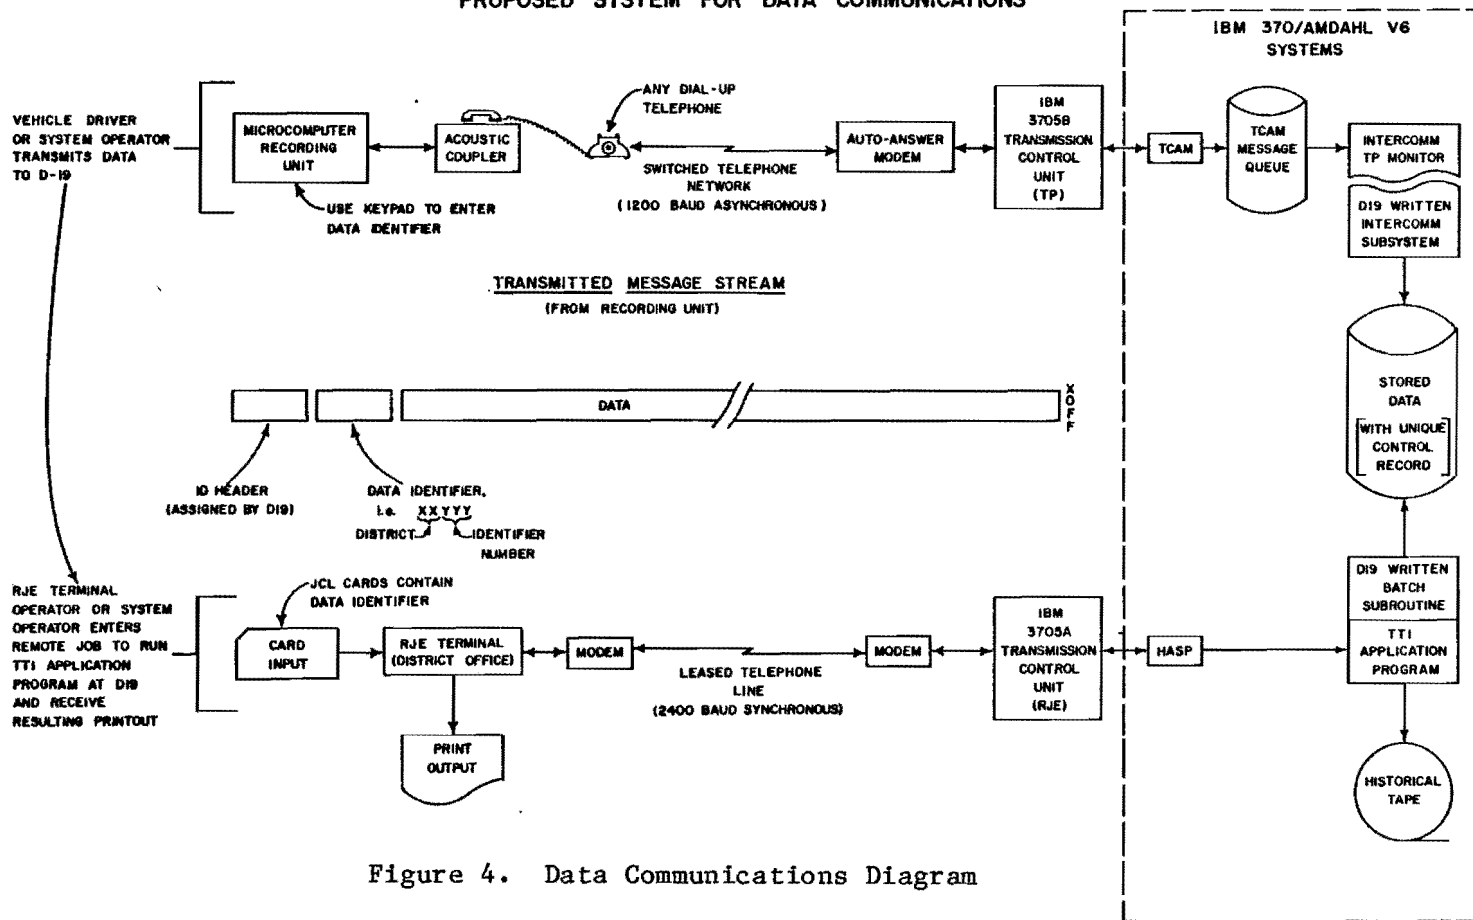 PROPOSED SYSTEM FOR DATA COMMUNICATIONS
IBM 370/AMDAHL V6
SYSTEMS
VEHICLE DRIVER
OR SYSTEM OPERATOR
TRANSMITS DATA
TO D-19
MICROCOMPUTER
RECORDING
UNIT
USE KEYPAD TO ENTER
DATA IDENTIFIER
ACOUSTIC
COUPLER
ANY DIAL-UP
TELEPHONE
SWITCHED TELEPHONE
NETWORK
(1200 BAUD ASYNCHRONOUS)
AUTO-ANSWER
MODEM
IBM
3705B
TRANSMISSION
CONTROL
UNIT
(TP)
TCAM
TCAM
MESSAGE
QUEUE
INTERCOMM
TP MONITOR
D19 WRITTEN
INTERCOMM
SUBSYSTEM
TRANSMITTED MESSAGE STREAM
(FROM RECORDING UNIT)
DATA
XOFF
ID HEADER
(ASSIGNED BY D19)
DATA IDENTIFIER,
i.e. XXYYY
DISTRICT
IDENTIFIER
NUMBER
STORED
DATA
[WITH UNIQUE
CONTROL
RECORD]
RJE TERMINAL
OPERATOR OR SYSTEM
OPERATOR ENTERS
REMOTE JOB TO RUN
TTI APPLICATION
PROGRAM AT D19
AND RECEIVE
RESULTING PRINTOUT
JCL CARDS CONTAIN
DATA IDENTIFIER
CARD
INPUT
RJE TERMINAL
(DISTRICT OFFICE)
PRINT
OUTPUT
MODEM
LEASED TELEPHONE
LINE
(2400 BAUD SYNCHRONOUS)
MODEM
IBM
3705A
TRANSMISSION
CONTROL
UNIT
(RJE)
HASP
D19 WRITTEN
BATCH
SUBROUTINE
TTI
APPLICATION
PROGRAM
HISTORICAL
TAPE
Figure 4. Data Communications Diagram